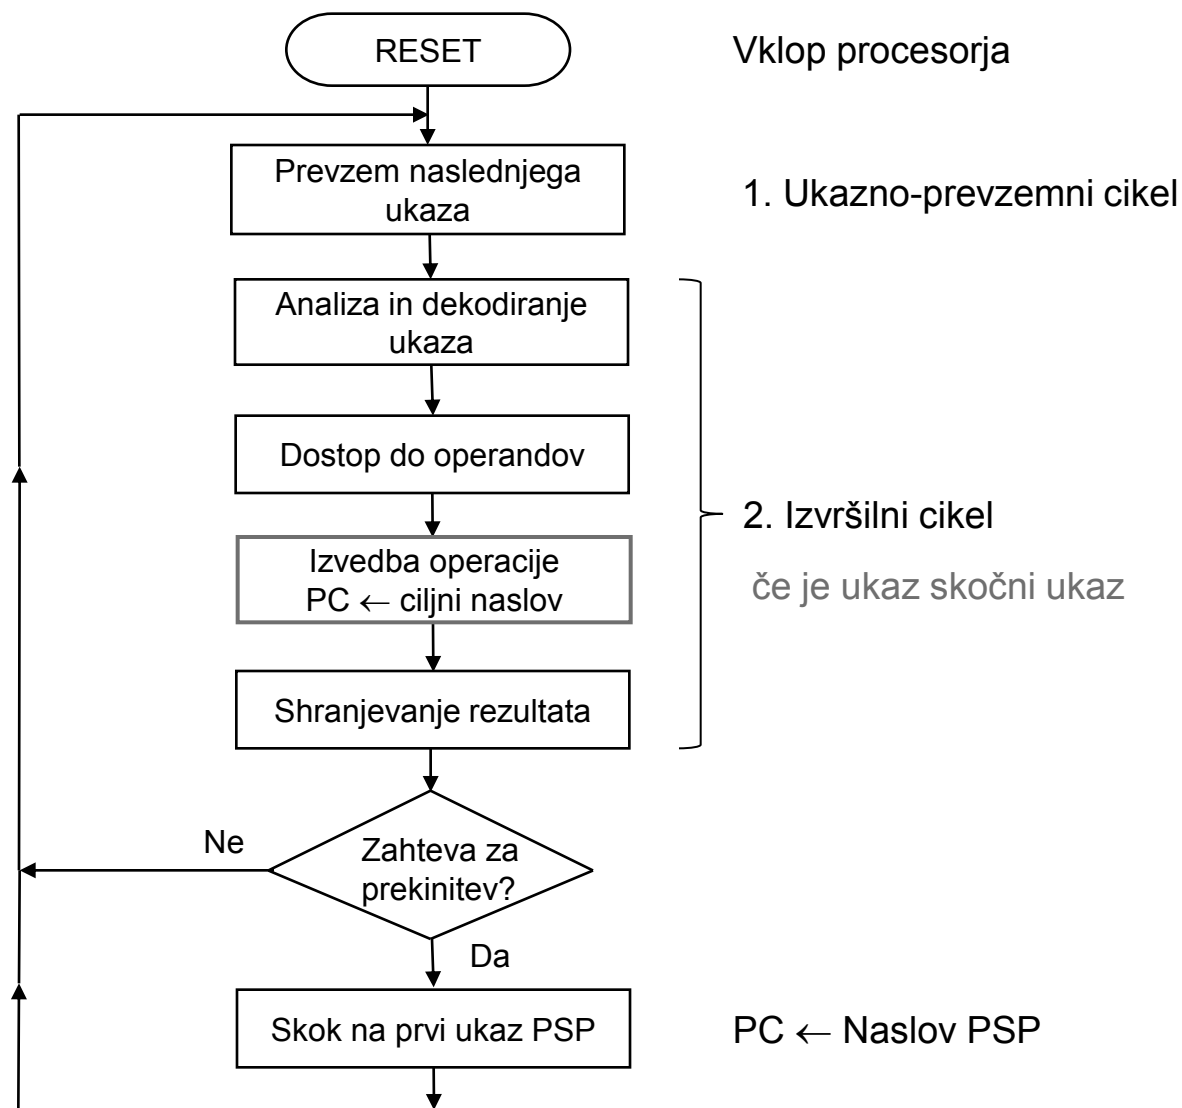 RESET
Vklop procesorja
Prevzem naslednjega
ukaza
1. Ukazno-prevzemni cikel
Analiza in dekodiranje
ukaza
Dostop do operandov
2. Izvršilni cikel
Izvedba operacije
PC ← ciljni naslov
če je ukaz skočni ukaz
Shranjevanje rezultata
Ne
Zahteva za
prekinitev?
Da
Skok na prvi ukaz PSP
PC ← Naslov PSP